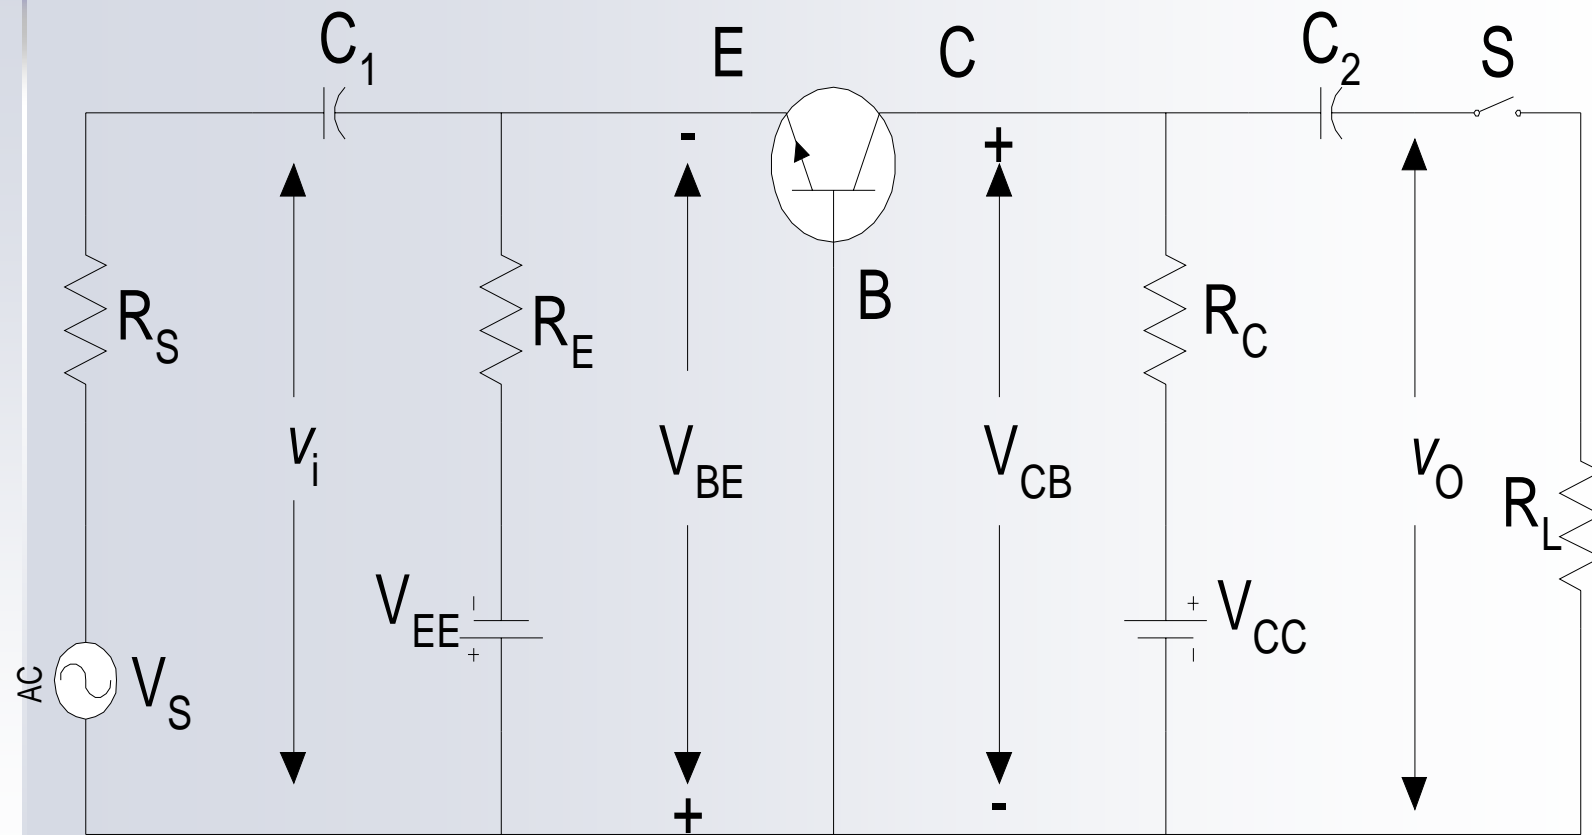 C1 E C C2 S
- +
B
RS RE RC
vi VBE VCB vO RL
VEE - + VCC
+ -
AC VS
+ -